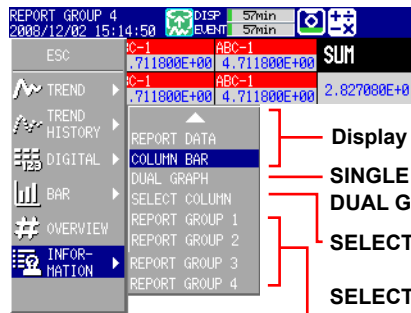 REPORT GROUP 4
2008/12/02 15:14:50
DISP 57min
EVENT 57min
ESC
C-1
ABC-1
SUM
.711800E+00 4.711800E+00
C-1
ABC-1
.711800E+00 4.711800E+00
2.827080E+0
TREND
TREND HISTORY
DIGITAL
BAR
OVERVIEW
INFOR-
MATION
REPORT DATA
COLUMN BAR
DUAL GRAPH
SELECT COLUMN
REPORT GROUP 1
REPORT GROUP 2
REPORT GROUP 3
REPORT GROUP 4
Display
SINGLE
DUAL G
SELECT
SELECT